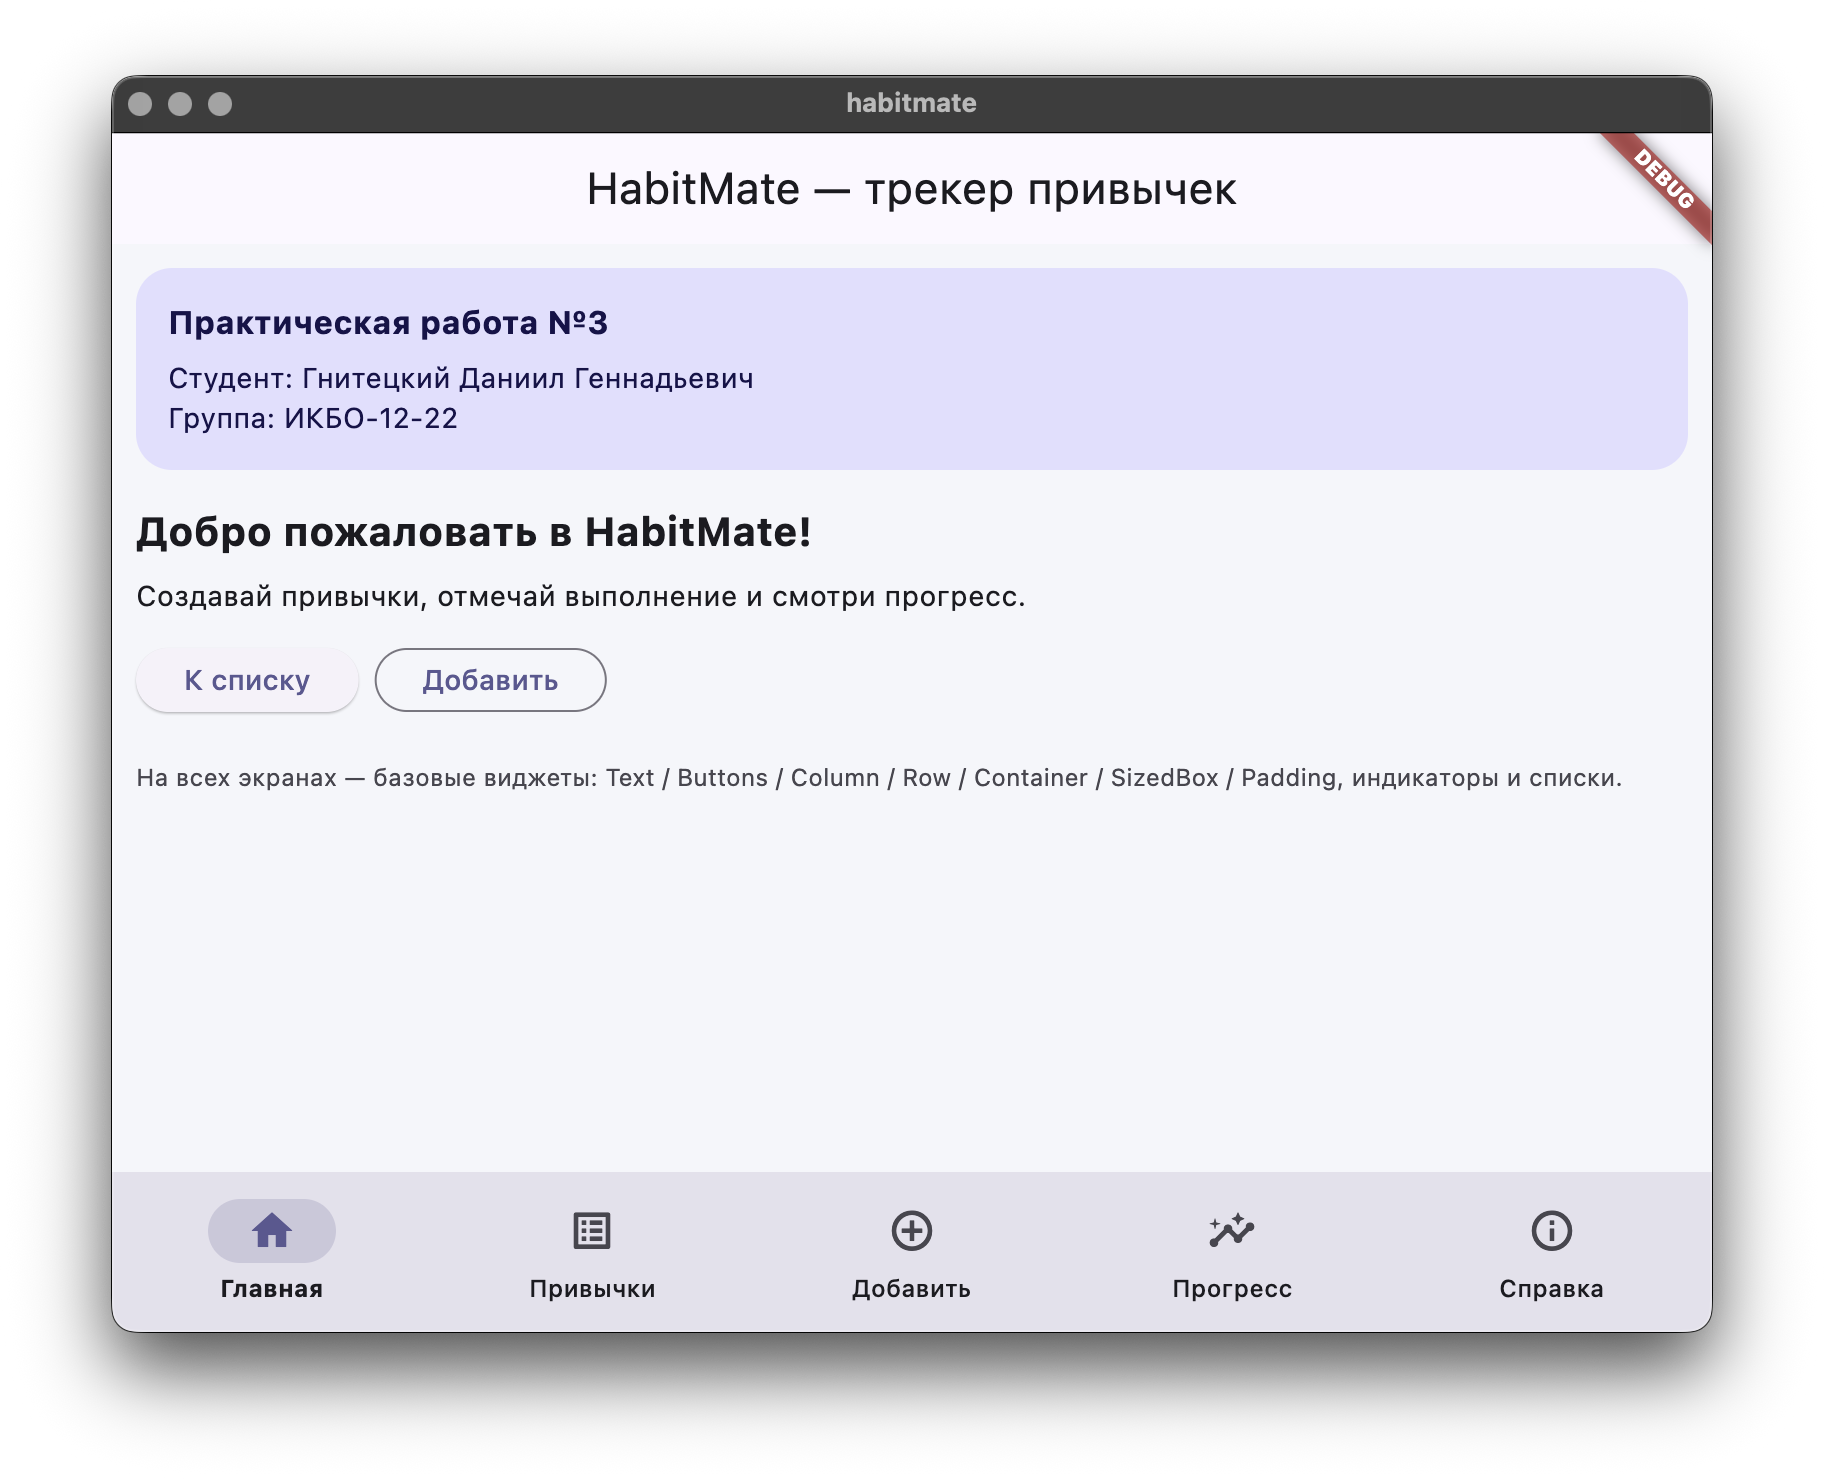 habitmate
HabitMate — трекер привычек
DEBUG
Практическая работа №3
Студент: Гнитецкий Даниил Геннадьевич
Группа: ИКБО-12-22
Добро пожаловать в HabitMate!
Создавай привычки, отмечай выполнение и смотри прогресс.
К списку Добавить
На всех экранах — базовые виджеты: Text / Buttons / Column / Row / Container / SizedBox / Padding, индикаторы и списки.
Главная Привычки Добавить Прогресс Справка